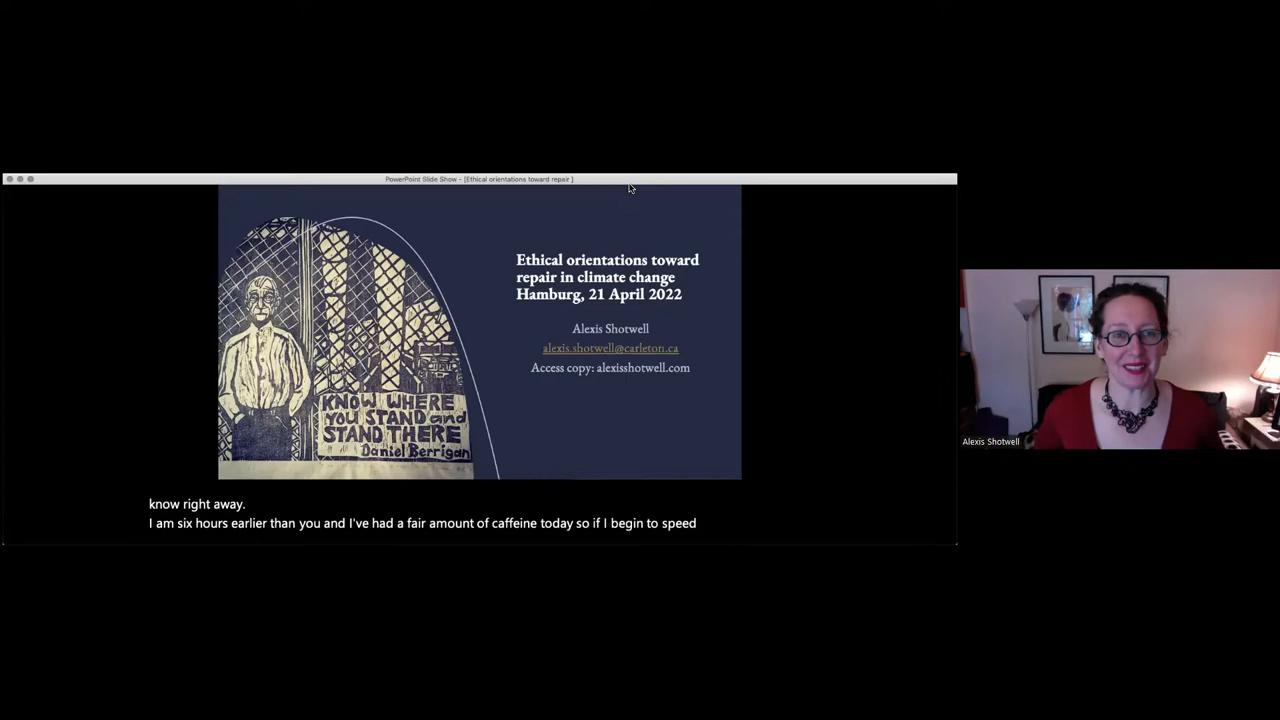 PowerPoint Slide Show - [Ethical orientations toward repair ]
Ethical orientations toward
repair in climate change
Hamburg, 21 April 2022
Alexis Shotwell
alexis.shotwell@carleton.ca
Access copy: alexisshotwell.com
KNOW WHERE
YOU STAND and
STAND THERE
Daniel Berrigan
Alexis Shotwell
know right away.
I am six hours earlier than you and I've had a fair amount of caffeine today so if I begin to speed